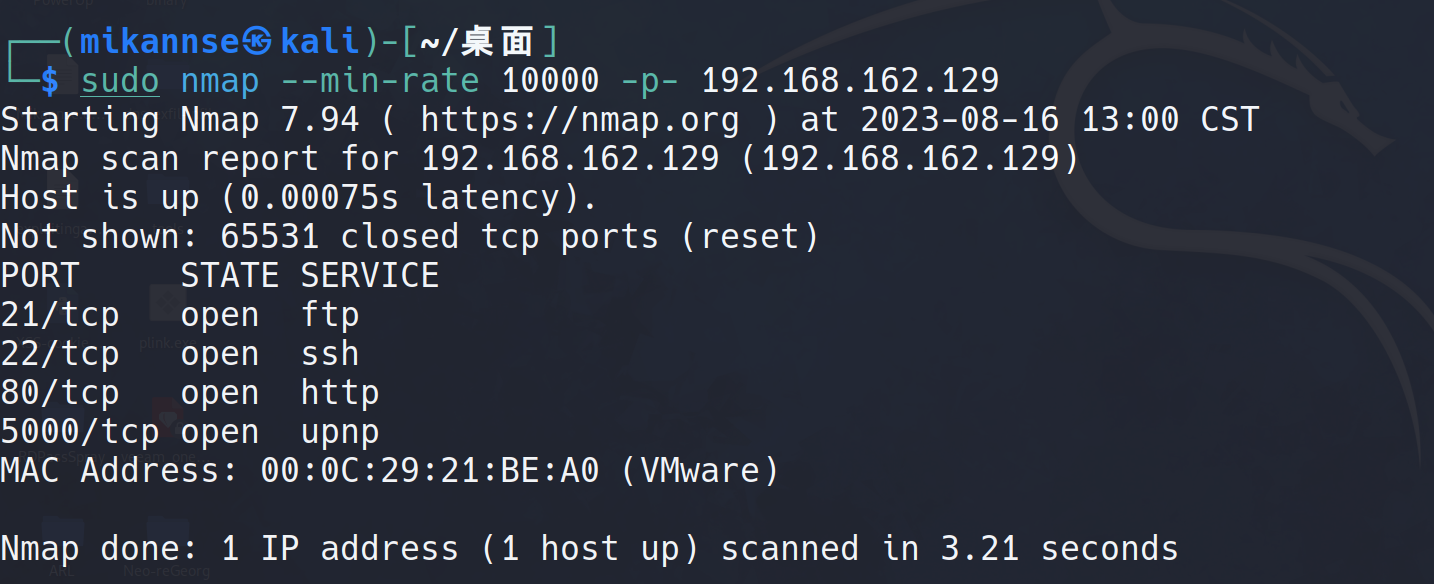 ┌──(mikannse㉿kali)-[~/桌面]
└─$ sudo nmap --min-rate 10000 -p- 192.168.162.129
Starting Nmap 7.94 ( https://nmap.org ) at 2023-08-16 13:00 CST
Nmap scan report for 192.168.162.129 (192.168.162.129)
Host is up (0.00075s latency).
Not shown: 65531 closed tcp ports (reset)
PORT     STATE SERVICE
21/tcp   open  ftp
22/tcp   open  ssh
80/tcp   open  http
5000/tcp open  upnp
MAC Address: 00:0C:29:21:BE:A0 (VMware)
Nmap done: 1 IP address (1 host up) scanned in 3.21 seconds
Neo-reGeorg